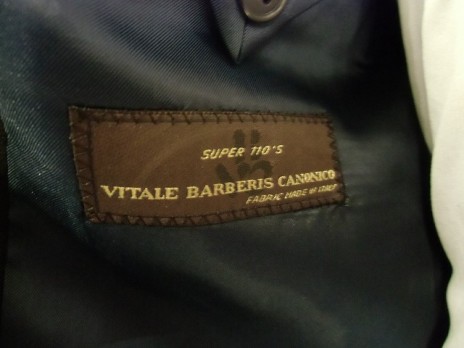 SUPER 110'S
VITALE BARBERIS CANONICO
FABRIC MADE IN ITALY